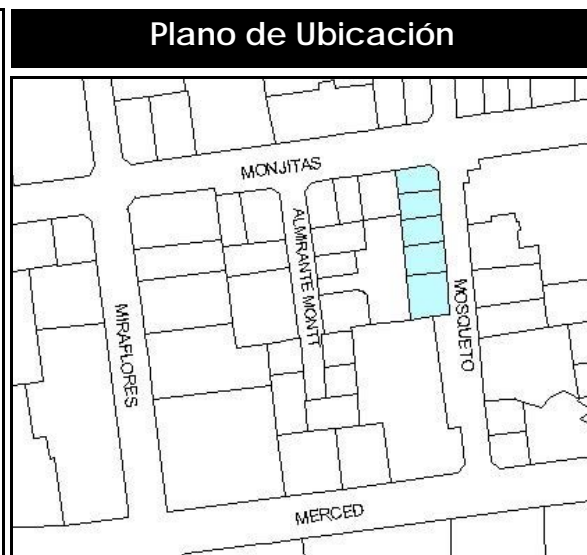 Plano de Ubicación
MONJITAS
ALMIRANTE MONTT
MIRAFLORES
MOSQUETO
MERCED